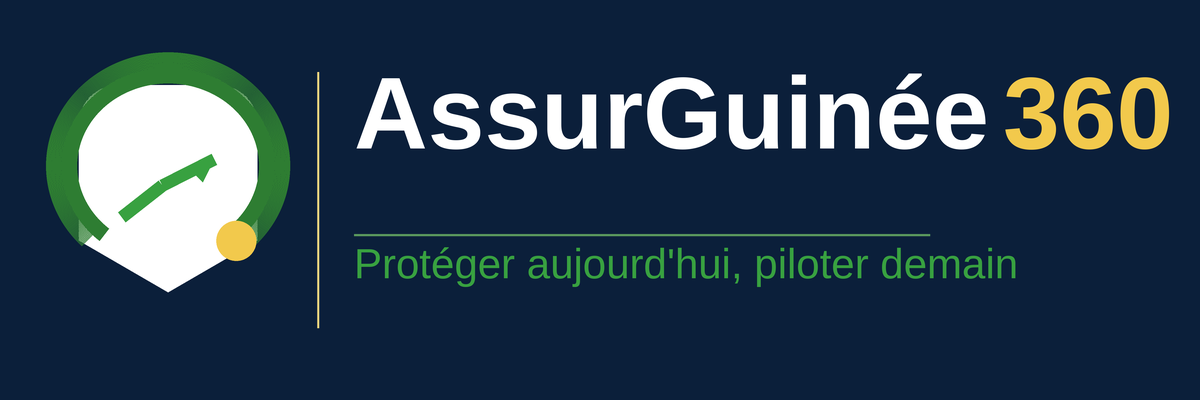 AssurGuinée 360
Protéger aujourd'hui, piloter demain